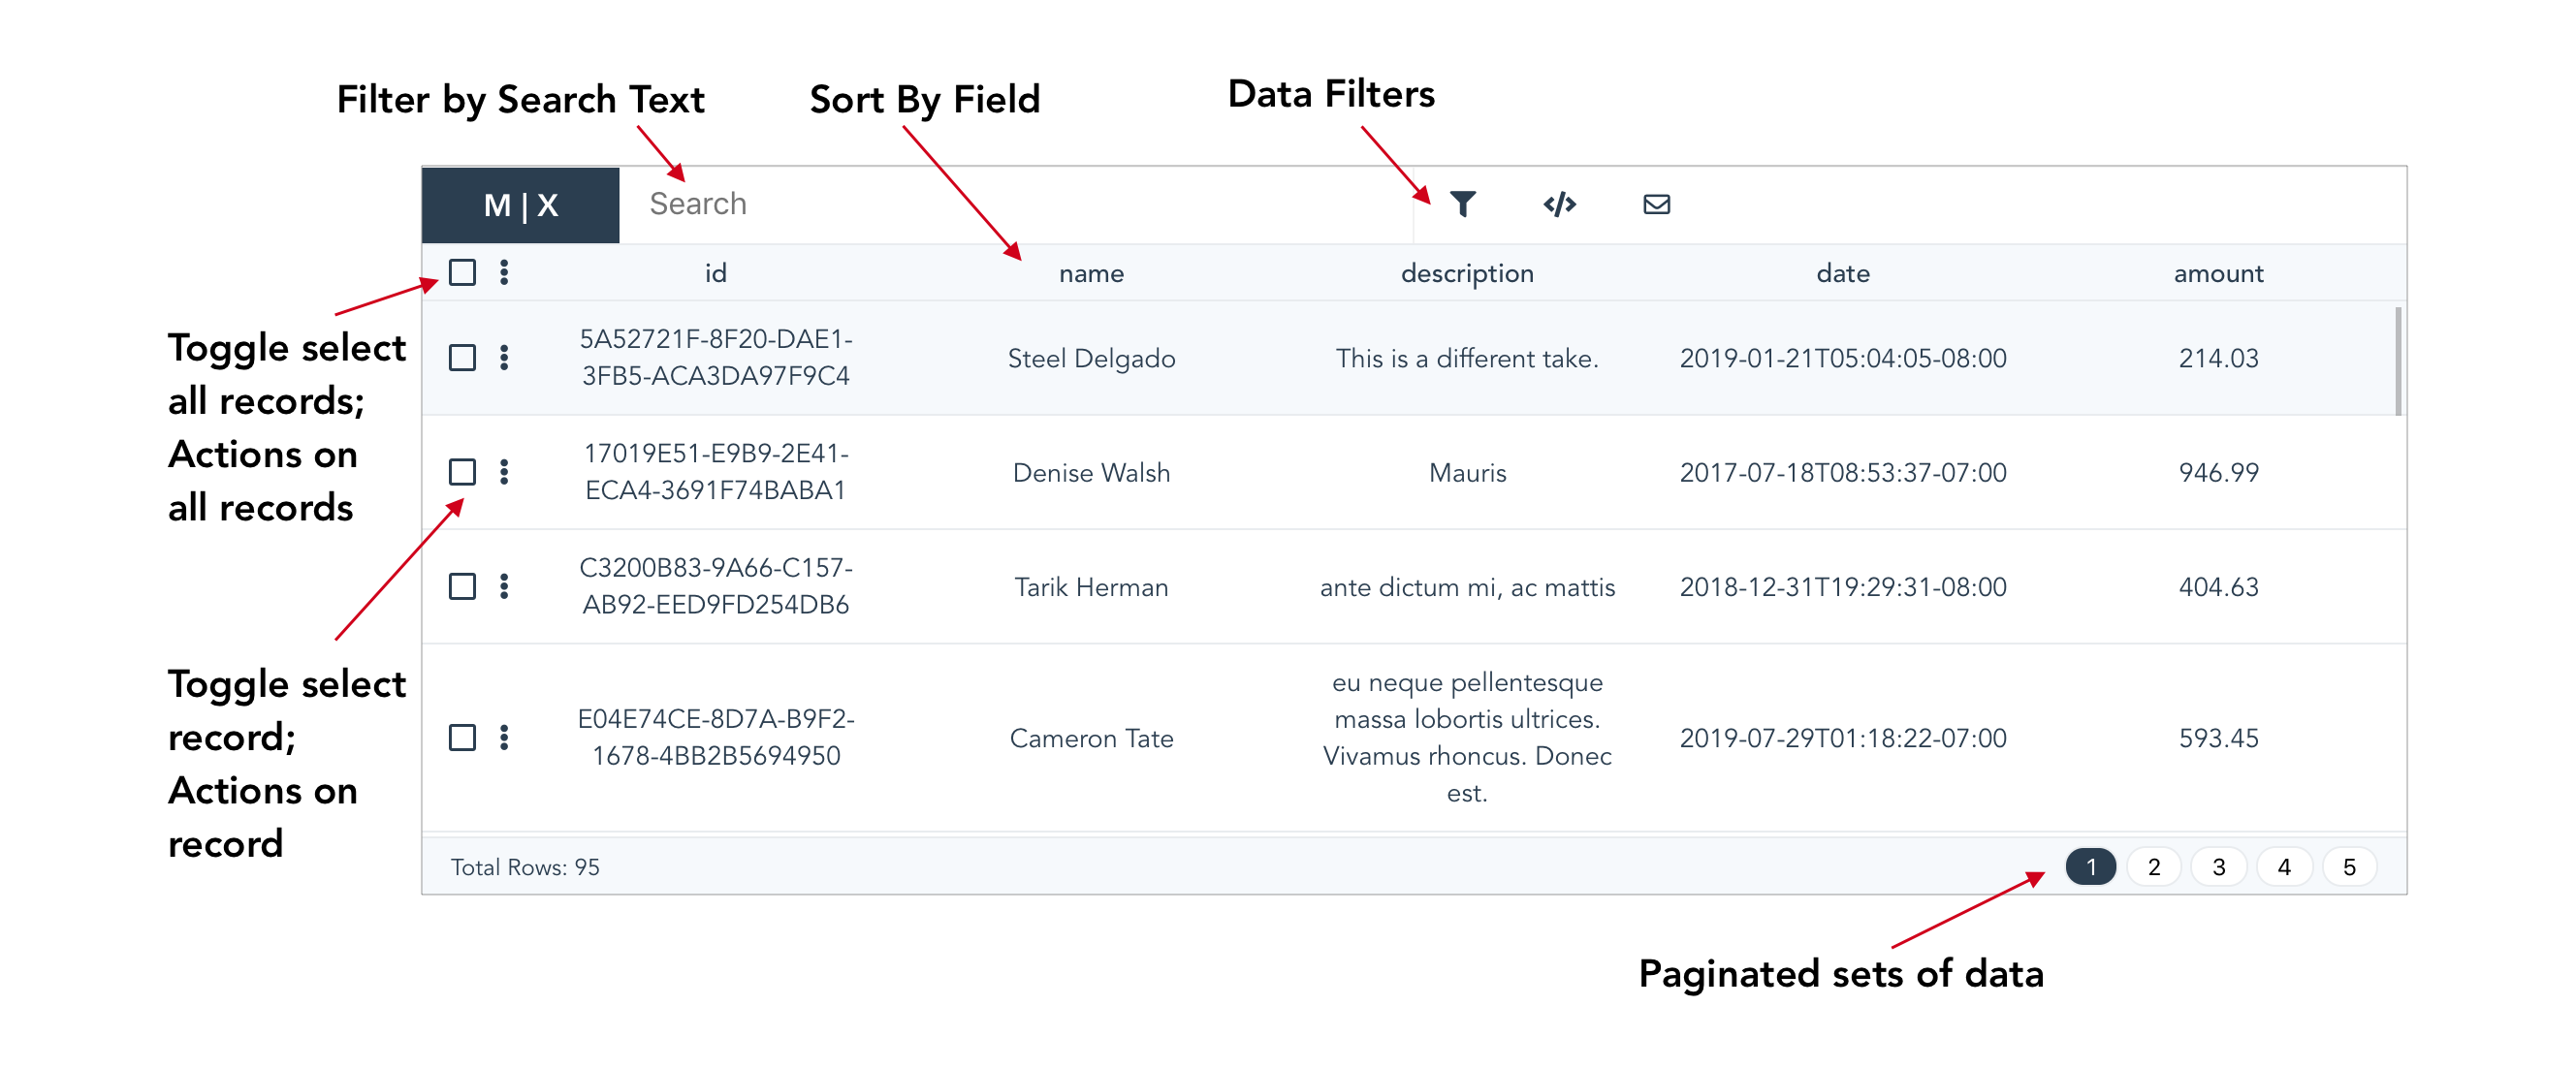 Filter by Search Text
Sort By Field
Data Filters
M | X
Search
id
name
description
date
amount
Toggle select
all records;
Actions on
all records
5A52721F-8F20-DAE1-
3FB5-ACA3DA97F9C4
Steel Delgado
This is a different take.
2019-01-21T05:04:05-08:00
214.03
17019E51-E9B9-2E41-
ECA4-3691F74BABA1
Denise Walsh
Mauris
2017-07-18T08:53:37-07:00
946.99
C3200B83-9A66-C157-
AB92-EED9FD254DB6
Tarik Herman
ante dictum mi, ac mattis
2018-12-31T19:29:31-08:00
404.63
Toggle select
record;
Actions on
record
E04E74CE-8D7A-B9F2-
1678-4BB2B5694950
Cameron Tate
eu neque pellentesque
massa lobortis ultrices.
Vivamus rhoncus. Donec
est.
2019-07-29T01:18:22-07:00
593.45
Total Rows: 95
1 2 3 4 5
Paginated sets of data